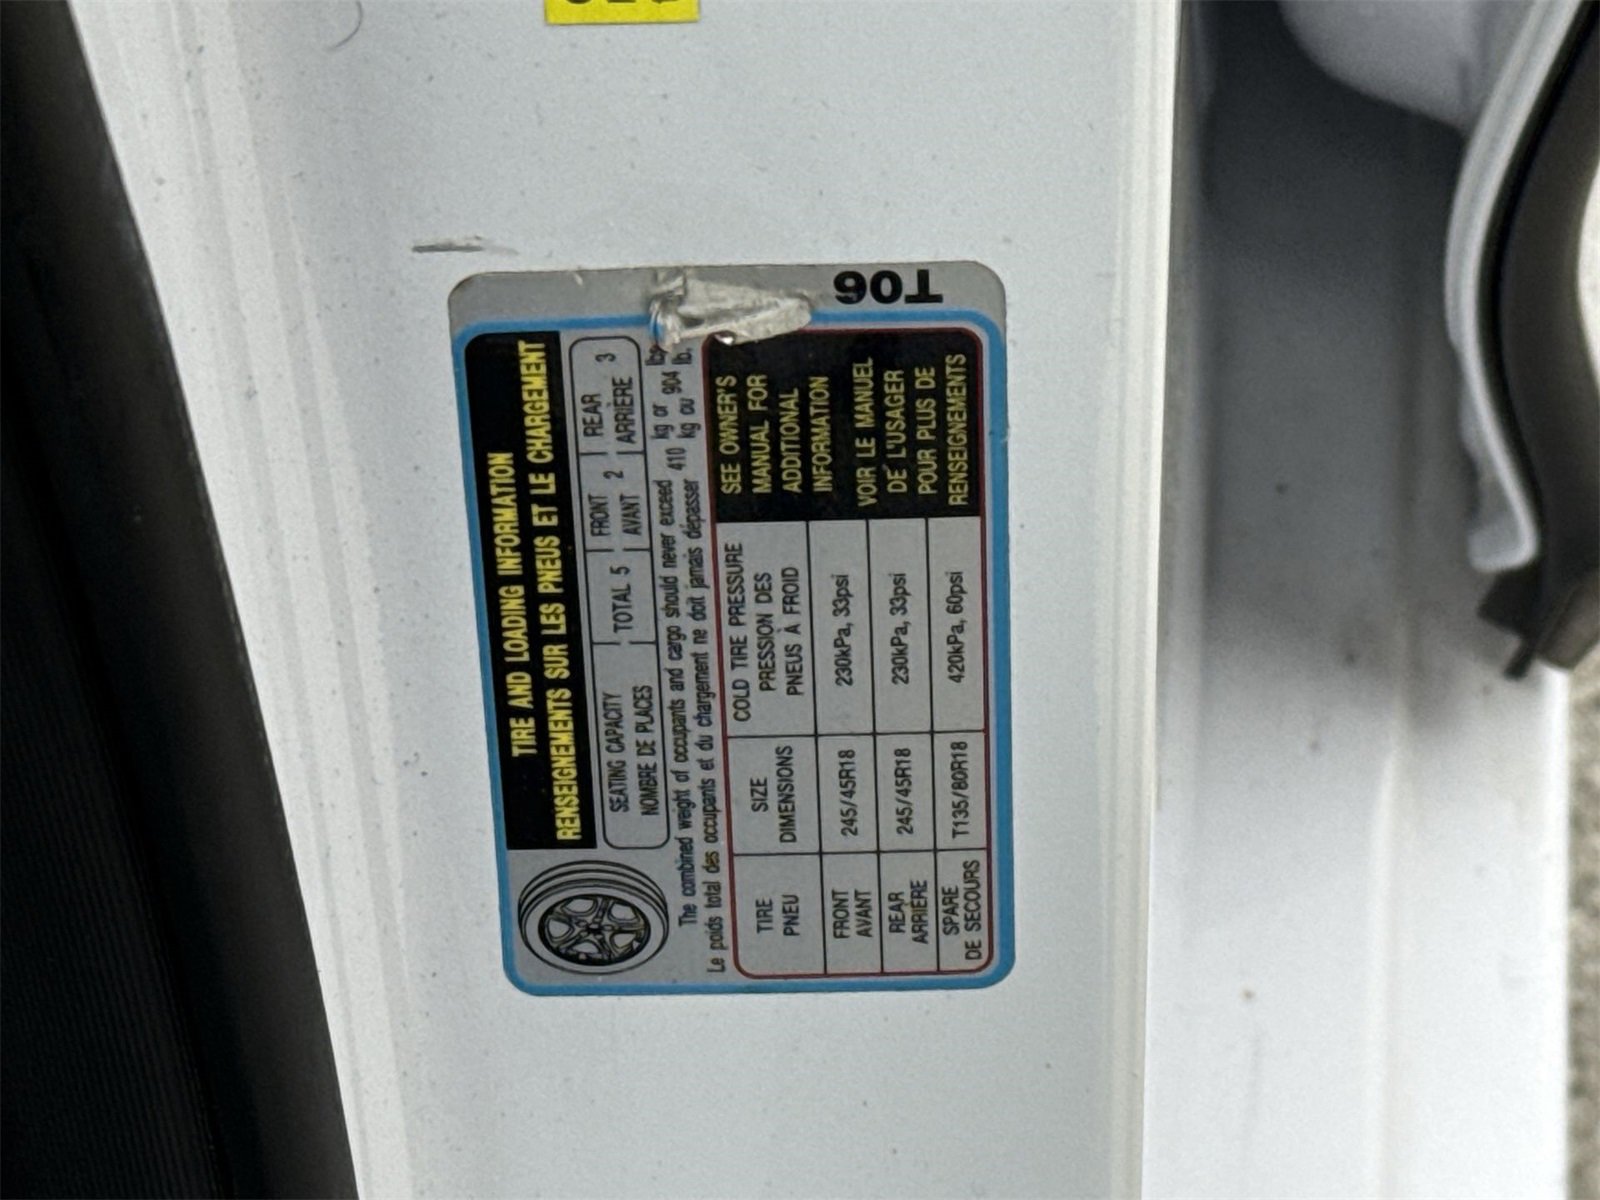 TIRE AND LOADING INFORMATION
RENSEIGNEMENTS SUR LES PNEUS ET LE CHARGEMENT
SEATING CAPACITY
NOMBRE DE PLACES
TOTAL 5
FRONT
AVANT
2
REAR
ARRIÈRE
3
The combined weight of occupants and cargo should never exceed 410 kg or 904 lbs.
Le poids total des occupants et du chargement ne doit jamais dépasser 410 kg ou 904 lb.
TIRE
PNEU
SIZE
DIMENSIONS
COLD TIRE PRESSURE
PRESSION DES
PNEUS À FROID
FRONT
AVANT
245/45R18
230kPa, 33psi
REAR
ARRIÈRE
245/45R18
230kPa, 33psi
SPARE
DE SECOURS
T135/80R18
420kPa, 60psi
SEE OWNER'S
MANUAL FOR
ADDITIONAL
INFORMATION
VOIR LE MANUEL
DE L'USAGER
POUR PLUS DE
RENSEIGNEMENTS
T06